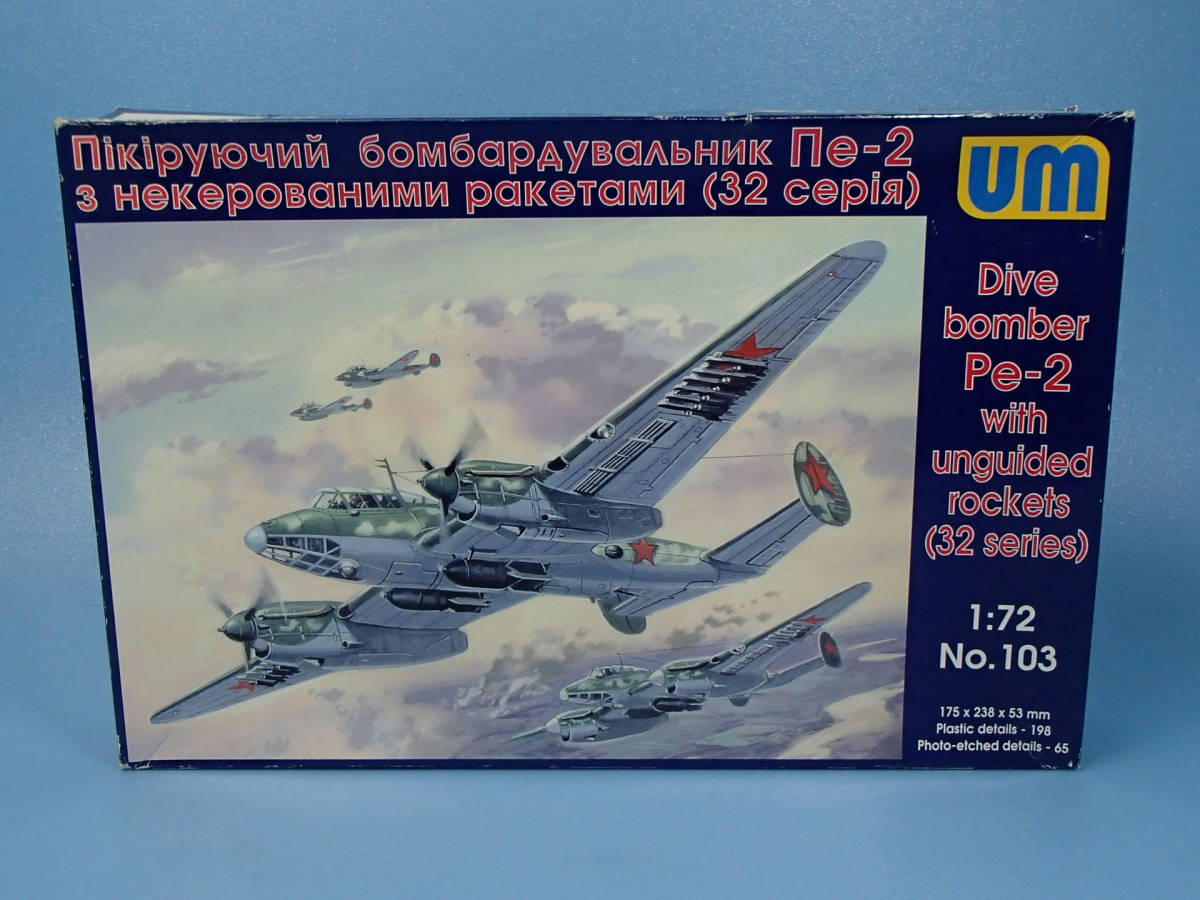 Пікіруючий бомбардувальник Пе-2
з некерованими ракетами (32 серія)
UM
Dive
bomber
Pe-2
with
unguided
rockets
(32 series)
1:72
No.103
175 x 238 x 53 mm
Plastic details - 198
Photo-etched details - 65